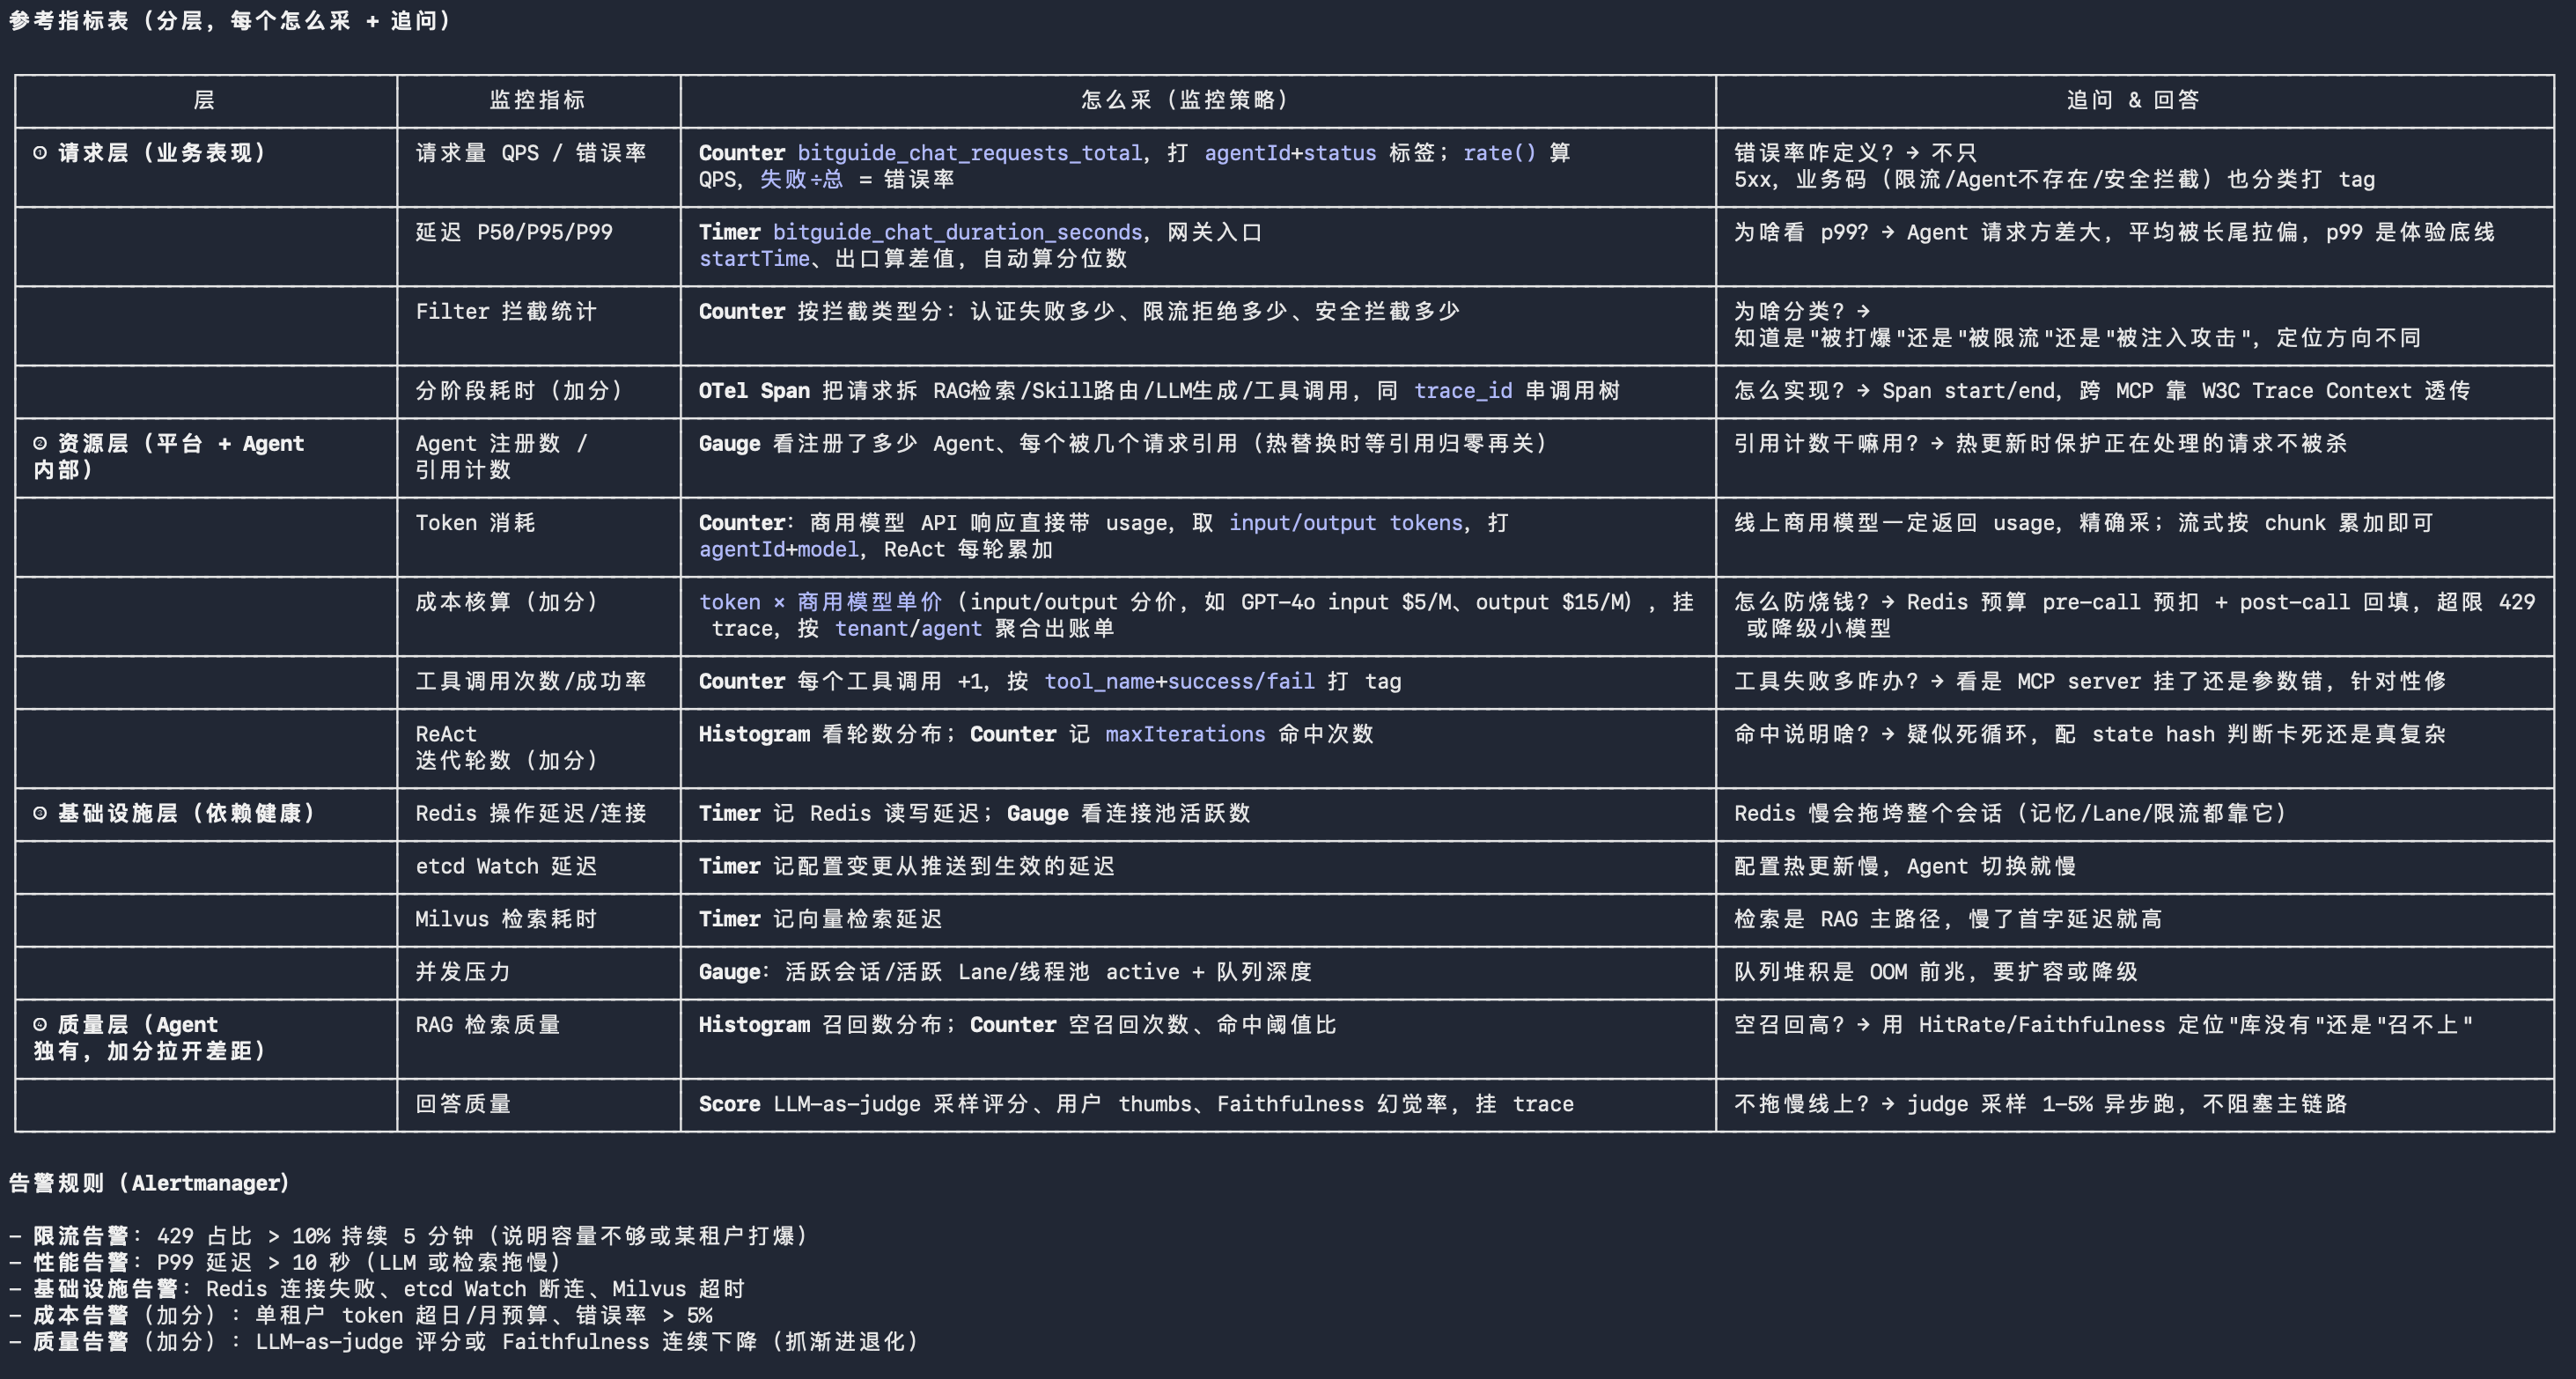 参考指标表（分层，每个怎么采 + 追问）
层 监控指标 怎么采（监控策略） 追问 & 回答
① 请求层（业务表现） 请求量 QPS / 错误率 Counter bitguide_chat_requests_total, 打 agentId+status 标签；rate() 算 错误率咋定义? → 不只
QPS, 失败÷总 = 错误率 5xx, 业务码（限流/Agent不存在/安全拦截）也分类打 tag
延迟 P50/P95/P99 Timer bitguide_chat_duration_seconds, 网关入口 为啥看 p99? → Agent 请求方差大, 平均被长尾拉偏, p99 是体验底线
startTime、出口算差值, 自动算分位数
Filter 拦截统计 Counter 按拦截类型分: 认证失败多少、限流拒绝多少、安全拦截多少 为啥分类? →
知道是"被打爆"还是"被限流"还是"被注入攻击", 定位方向不同
分阶段耗时（加分） OTel Span 把请求拆 RAG检索/Skill路由/LLM生成/工具调用, 同 trace_id 串调用树 怎么实现? → Span start/end, 跨 MCP 靠 W3C Trace Context 透传
② 资源层（平台 + Agent Agent 注册数 / Gauge 看注册了多少 Agent、每个被几个请求引用（热替换时等引用归零再关） 引用计数干嘛用? → 热更新时保护正在处理的请求不被杀
内部） 引用计数
Token 消耗 Counter: 商用模型 API 响应直接带 usage, 取 input/output tokens, 打 线上商用模型一定返回 usage, 精确采；流式按 chunk 累加即可
agentId+model, ReAct 每轮累加
成本核算（加分） token × 商用模型单价（input/output 分价, 如 GPT-4o input $5/M、output $15/M）, 挂 怎么防烧钱? → Redis 预算 pre-call 预扣 + post-call 回填, 超限 429
trace, 按 tenant/agent 聚合出账单 或降级小模型
工具调用次数/成功率 Counter 每个工具调用 +1, 按 tool_name+success/fail 打 tag 工具失败多咋办? → 看是 MCP server 挂了还是参数错, 针对性修
ReAct Histogram 看轮数分布；Counter 记 maxIterations 命中次数 命中说明啥? → 疑似死循环, 配 state hash 判断卡死还是真复杂
迭代轮数（加分）
③ 基础设施层（依赖健康） Redis 操作延迟/连接 Timer 记 Redis 读写延迟；Gauge 看连接池活跃数 Redis 慢会拖垮整个会话（记忆/Lane/限流都靠它）
etcd Watch 延迟 Timer 记配置变更从推送到生效的延迟 配置热更新慢, Agent 切换就慢
Milvus 检索耗时 Timer 记向量检索延迟 检索是 RAG 主路径, 慢了首字延迟就高
并发压力 Gauge: 活跃会话/活跃 Lane/线程池 active + 队列深度 队列堆积是 OOM 前兆, 要扩容或降级
④ 质量层（Agent RAG 检索质量 Histogram 召回数分布；Counter 空召回次数、命中阈值比 空召回高? → 用 HitRate/Faithfulness 定位"库没有"还是"召不上"
独有, 加分拉开差距）
回答质量 Score LLM-as-judge 采样评分、用户 thumbs、Faithfulness 幻觉率, 挂 trace 不拖慢线上? → judge 采样 1-5% 异步跑, 不阻塞主链路
告警规则（Alertmanager）
- 限流告警: 429 占比 > 10% 持续 5 分钟（说明容量不够或某租户打爆）
- 性能告警: P99 延迟 > 10 秒（LLM 或检索拖慢）
- 基础设施告警: Redis 连接失败、etcd Watch 断连、Milvus 超时
- 成本告警（加分）: 单租户 token 超日/月预算、错误率 > 5%
- 质量告警（加分）: LLM-as-judge 评分或 Faithfulness 连续下降（抓渐进退化）